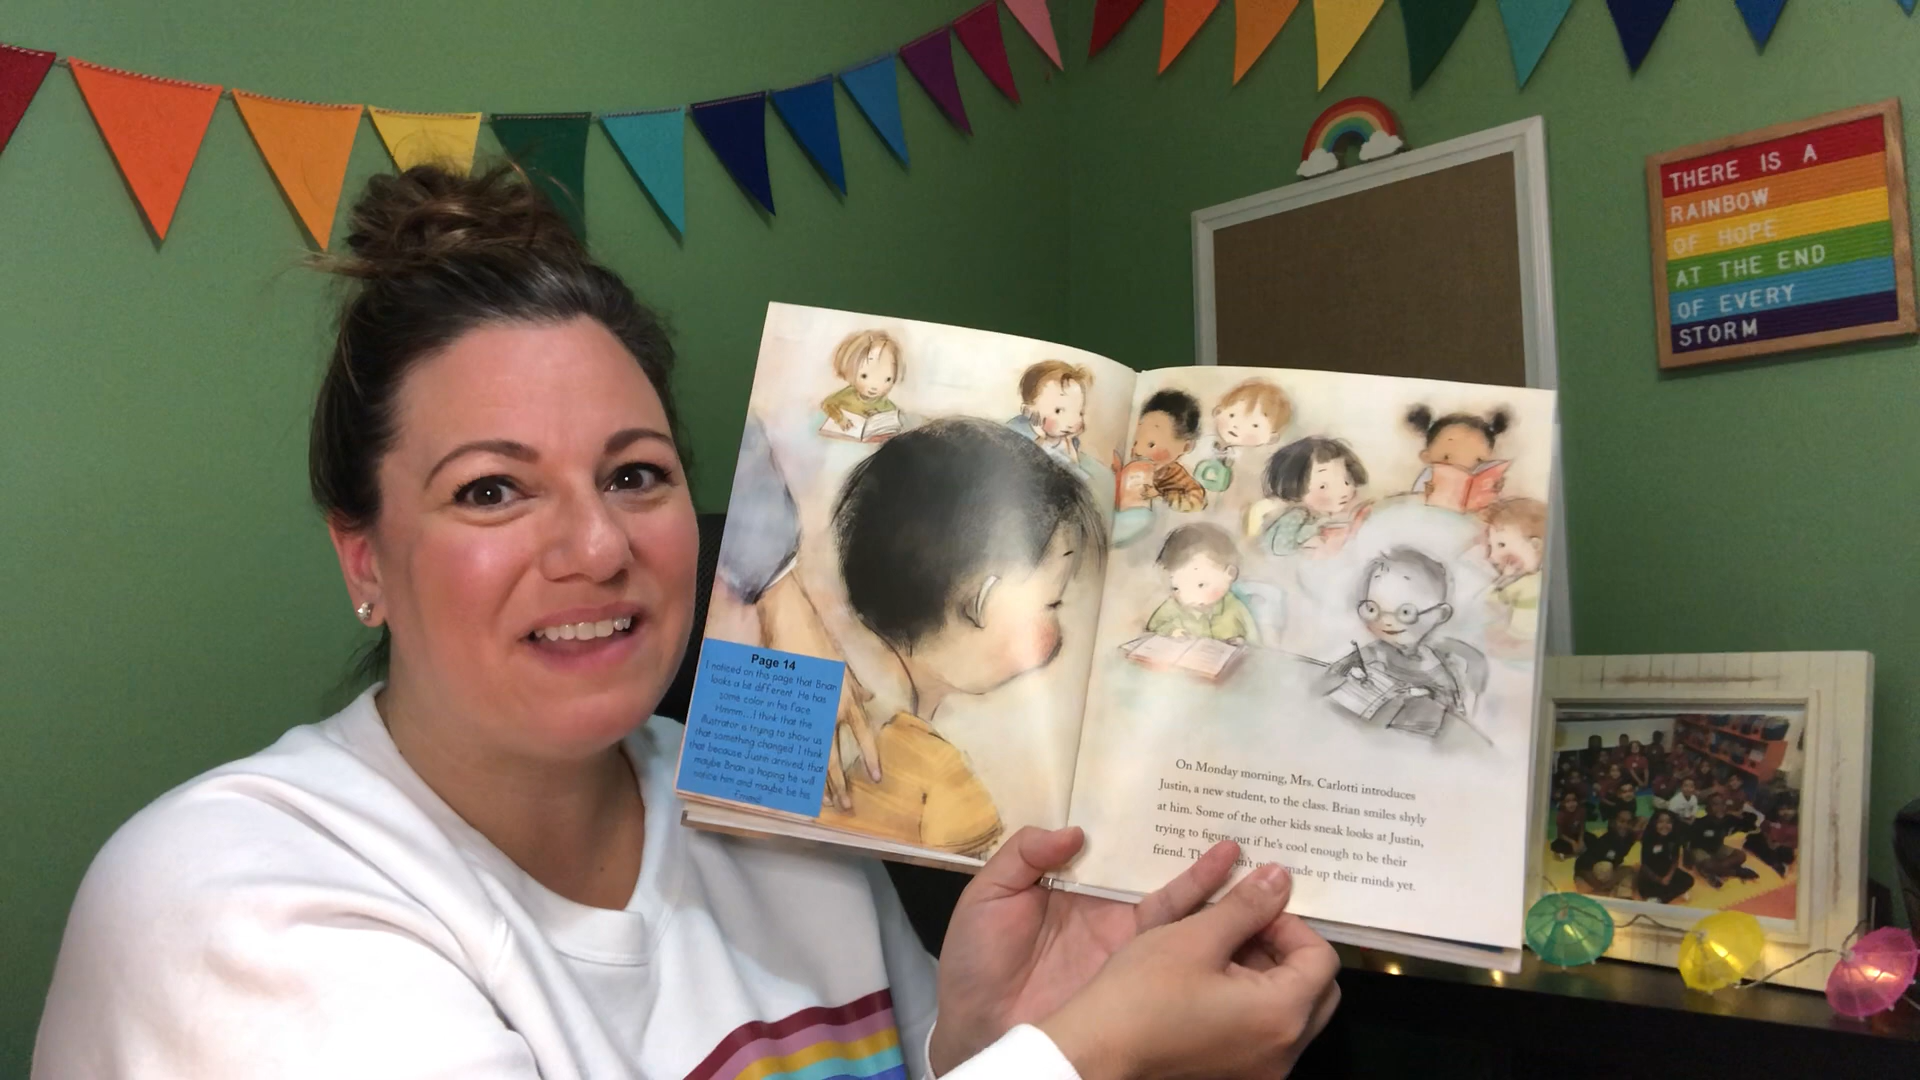 THERE IS A
RAINBOW
OF HOPE
AT THE END
OF EVERY
STORM
Page 14
I noticed on this page that Brian
looks a bit different. He has
some color in his face.
Hmmm...I think that the
illustrator is trying to show us
that something changed. I think
that because Justin arrived, that
maybe Brian is hoping he will
notice him and maybe be his
friend!
On Monday morning, Mrs. Carlotti introduces
Justin, a new student, to the class. Brian smiles shyly
at him. Some of the other kids sneak looks at Justin,
trying to figure out if he's cool enough to be their
friend. made up their minds yet.